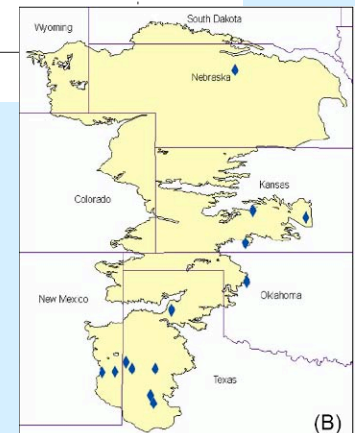 South Dakota
Wyoming
Nebraska
Kansas
Colorado
New Mexico
Oklahoma
Texas
(B)